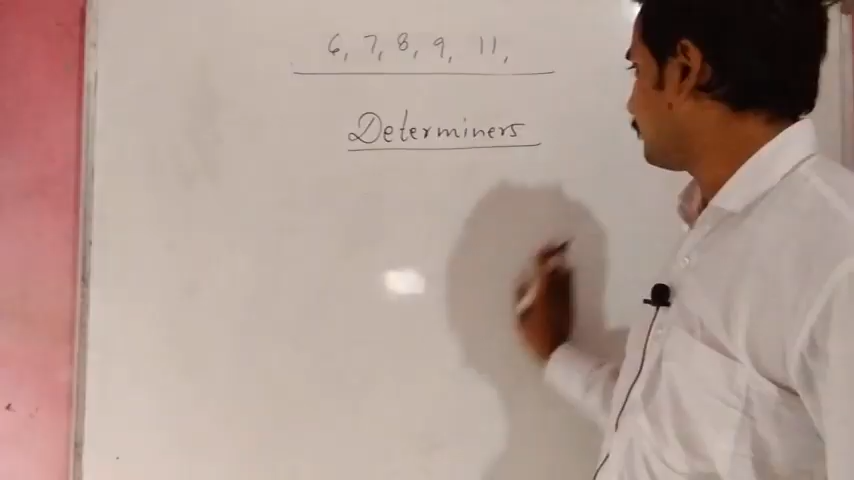 6, 7, 8, 9, 11,
Determiners